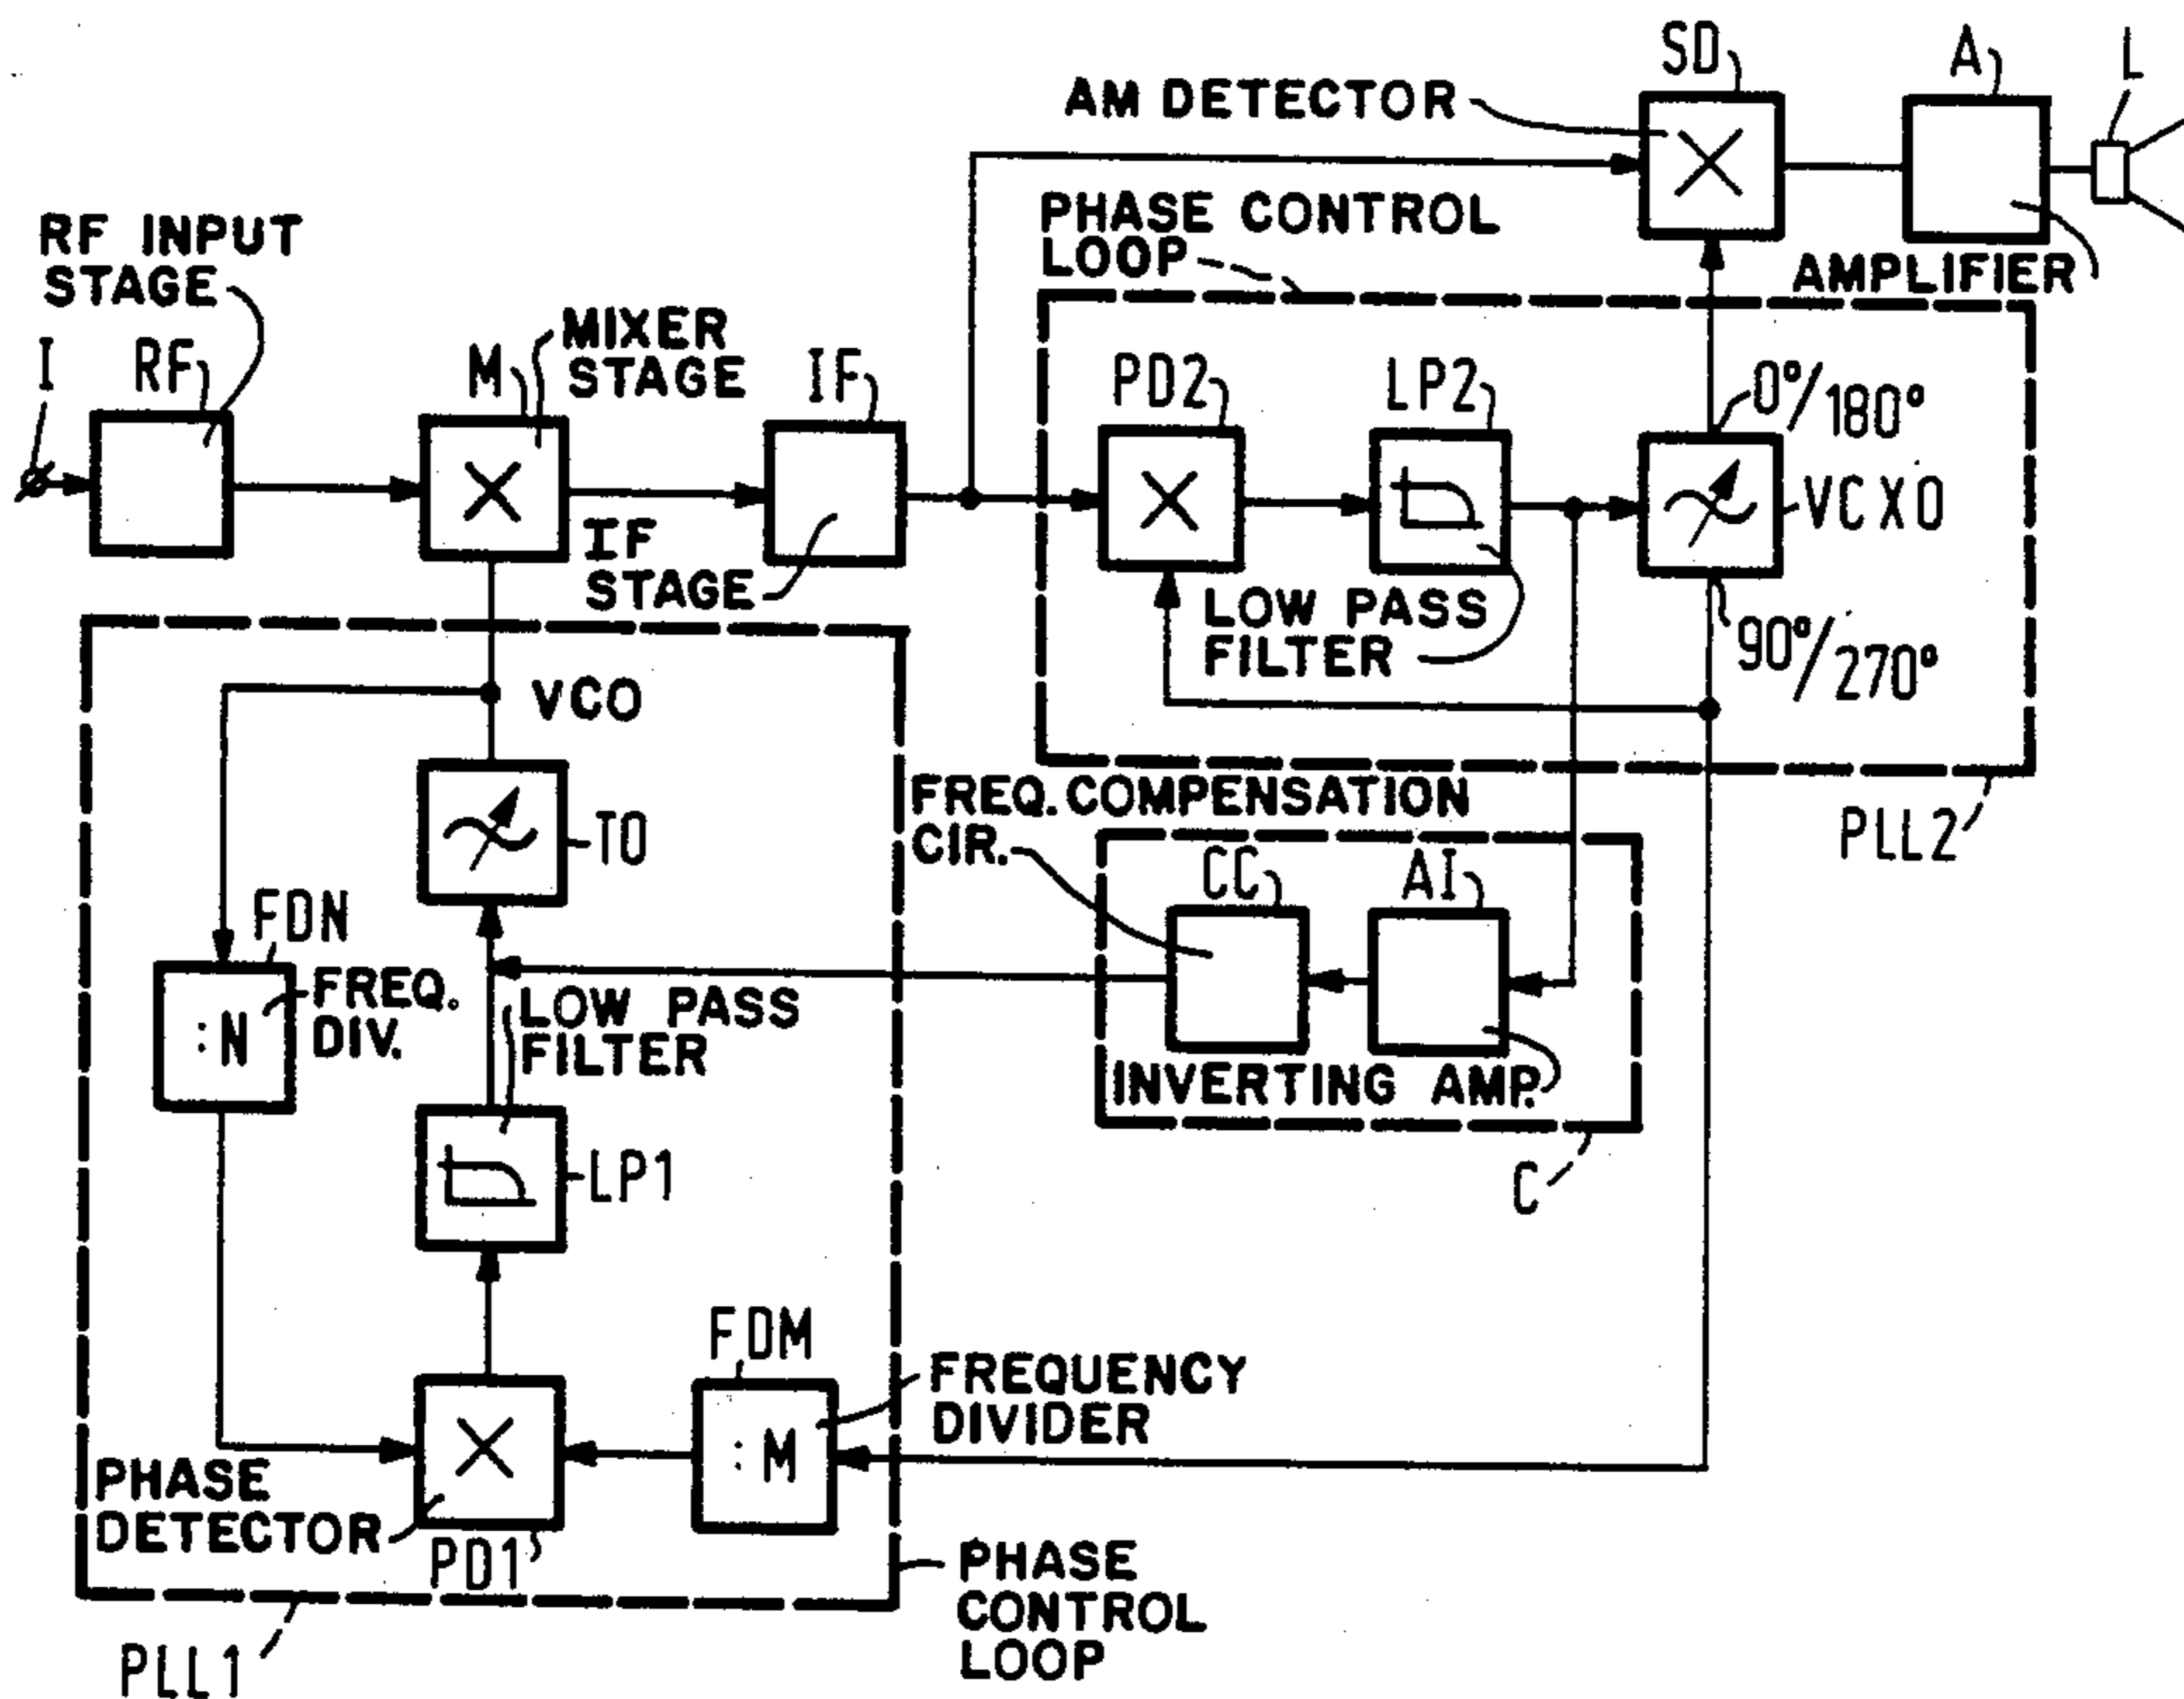 SD
A
L
AM DETECTOR
RF INPUT
STAGE
PHASE CONTROL
LOOP
AMPLIFIER
I
RF
M
MIXER
STAGE
IF
PD2
LP2
0°/180°
VCXO
IF
STAGE
LOW PASS
FILTER
90°/270°
VCO
TO
FREQ. COMPENSATION
CIR.
PLL2
CC
AI
FDN
:N
FREQ.
DIV.
LOW PASS
FILTER
INVERTING AMP.
LP1
C
FDM
:M
FREQUENCY
DIVIDER
PHASE
DETECTOR
PD1
PHASE
CONTROL
LOOP
PLL1